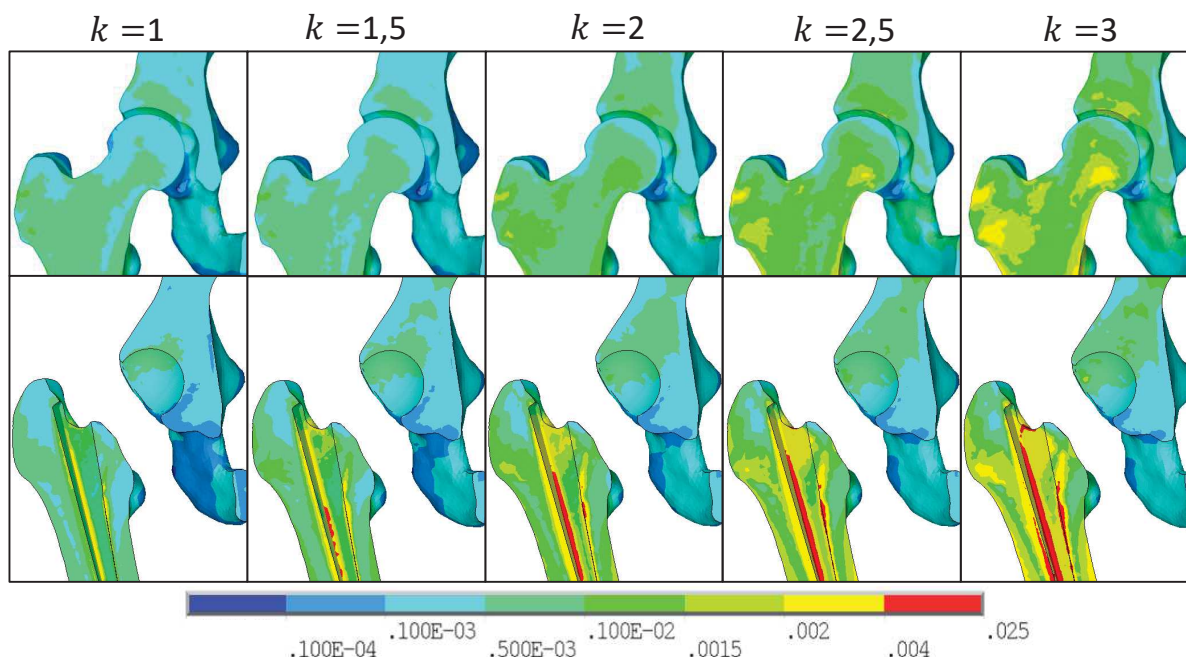 k =1 k =1,5 k =2 k =2,5 k =3
.100E-03 .100E-02 .002 .025
.100E-04 .500E-03 .0015 .004